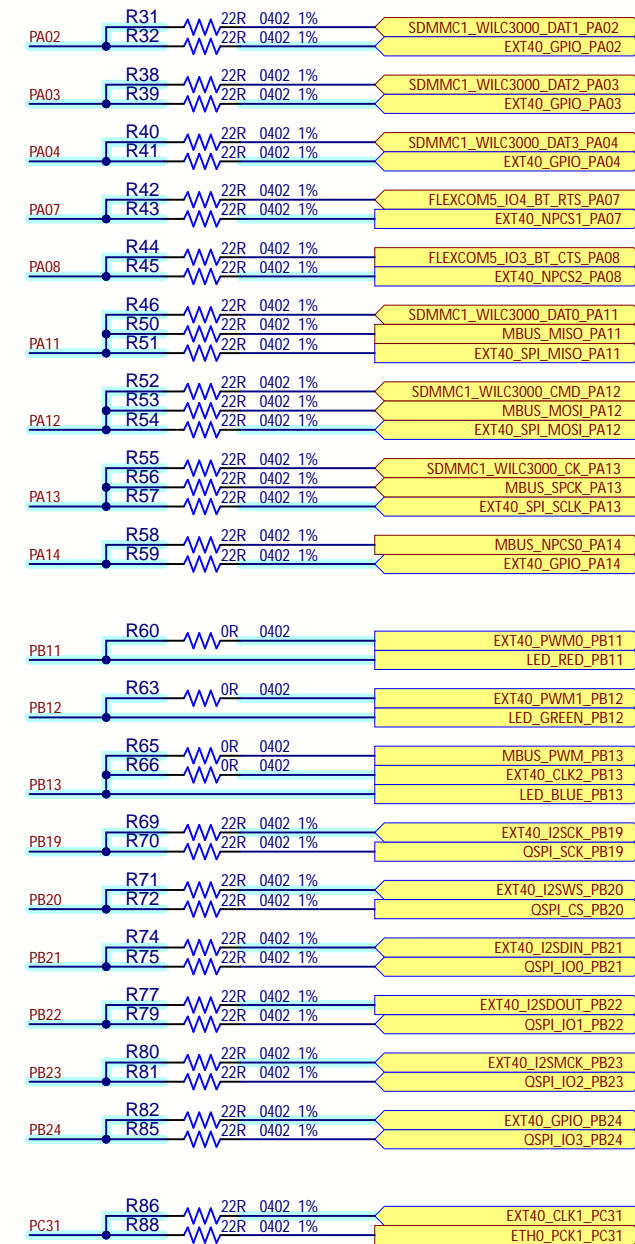 R31 22R 0402 1% SDMMC1_WILC3000_DAT1_PA02
PA02 R32 22R 0402 1% EXT40_GPIO_PA02
R38 22R 0402 1% SDMMC1_WILC3000_DAT2_PA03
PA03 R39 22R 0402 1% EXT40_GPIO_PA03
R40 22R 0402 1% SDMMC1_WILC3000_DAT3_PA04
PA04 R41 22R 0402 1% EXT40_GPIO_PA04
R42 22R 0402 1% FLEXCOM5_IO4_BT_RTS_PA07
PA07 R43 22R 0402 1% EXT40_NPCS1_PA07
R44 22R 0402 1% FLEXCOM5_IO3_BT_CTS_PA08
PA08 R45 22R 0402 1% EXT40_NPCS2_PA08
R46 22R 0402 1% SDMMC1_WILC3000_DAT0_PA11
R50 22R 0402 1% MBUS_MISO_PA11
PA11 R51 22R 0402 1% EXT40_SPI_MISO_PA11
R52 22R 0402 1% SDMMC1_WILC3000_CMD_PA12
R53 22R 0402 1% MBUS_MOSI_PA12
PA12 R54 22R 0402 1% EXT40_SPI_MOSI_PA12
R55 22R 0402 1% SDMMC1_WILC3000_CK_PA13
R56 22R 0402 1% MBUS_SPCK_PA13
PA13 R57 22R 0402 1% EXT40_SPI_SCLK_PA13
R58 22R 0402 1% MBUS_NPCS0_PA14
PA14 R59 22R 0402 1% EXT40_GPIO_PA14
R60 0R 0402 EXT40_PWM0_PB11
PB11 LED_RED_PB11
R63 0R 0402 EXT40_PWM1_PB12
PB12 LED_GREEN_PB12
R65 0R 0402 MBUS_PWM_PB13
R66 0R 0402 EXT40_CLK2_PB13
PB13 LED_BLUE_PB13
R69 22R 0402 1% EXT40_I2SCK_PB19
PB19 R70 22R 0402 1% QSPI_SCK_PB19
R71 22R 0402 1% EXT40_I2SWS_PB20
PB20 R72 22R 0402 1% QSPI_CS_PB20
R74 22R 0402 1% EXT40_I2SDIN_PB21
PB21 R75 22R 0402 1% QSPI_IO0_PB21
R77 22R 0402 1% EXT40_I2SDOUT_PB22
PB22 R79 22R 0402 1% QSPI_IO1_PB22
R80 22R 0402 1% EXT40_I2SMCK_PB23
PB23 R81 22R 0402 1% QSPI_IO2_PB23
R82 22R 0402 1% EXT40_GPIO_PB24
PB24 R85 22R 0402 1% QSPI_IO3_PB24
R86 22R 0402 1% EXT40_CLK1_PC31
PC31 R88 22R 0402 1% ETH0_PCK1_PC31